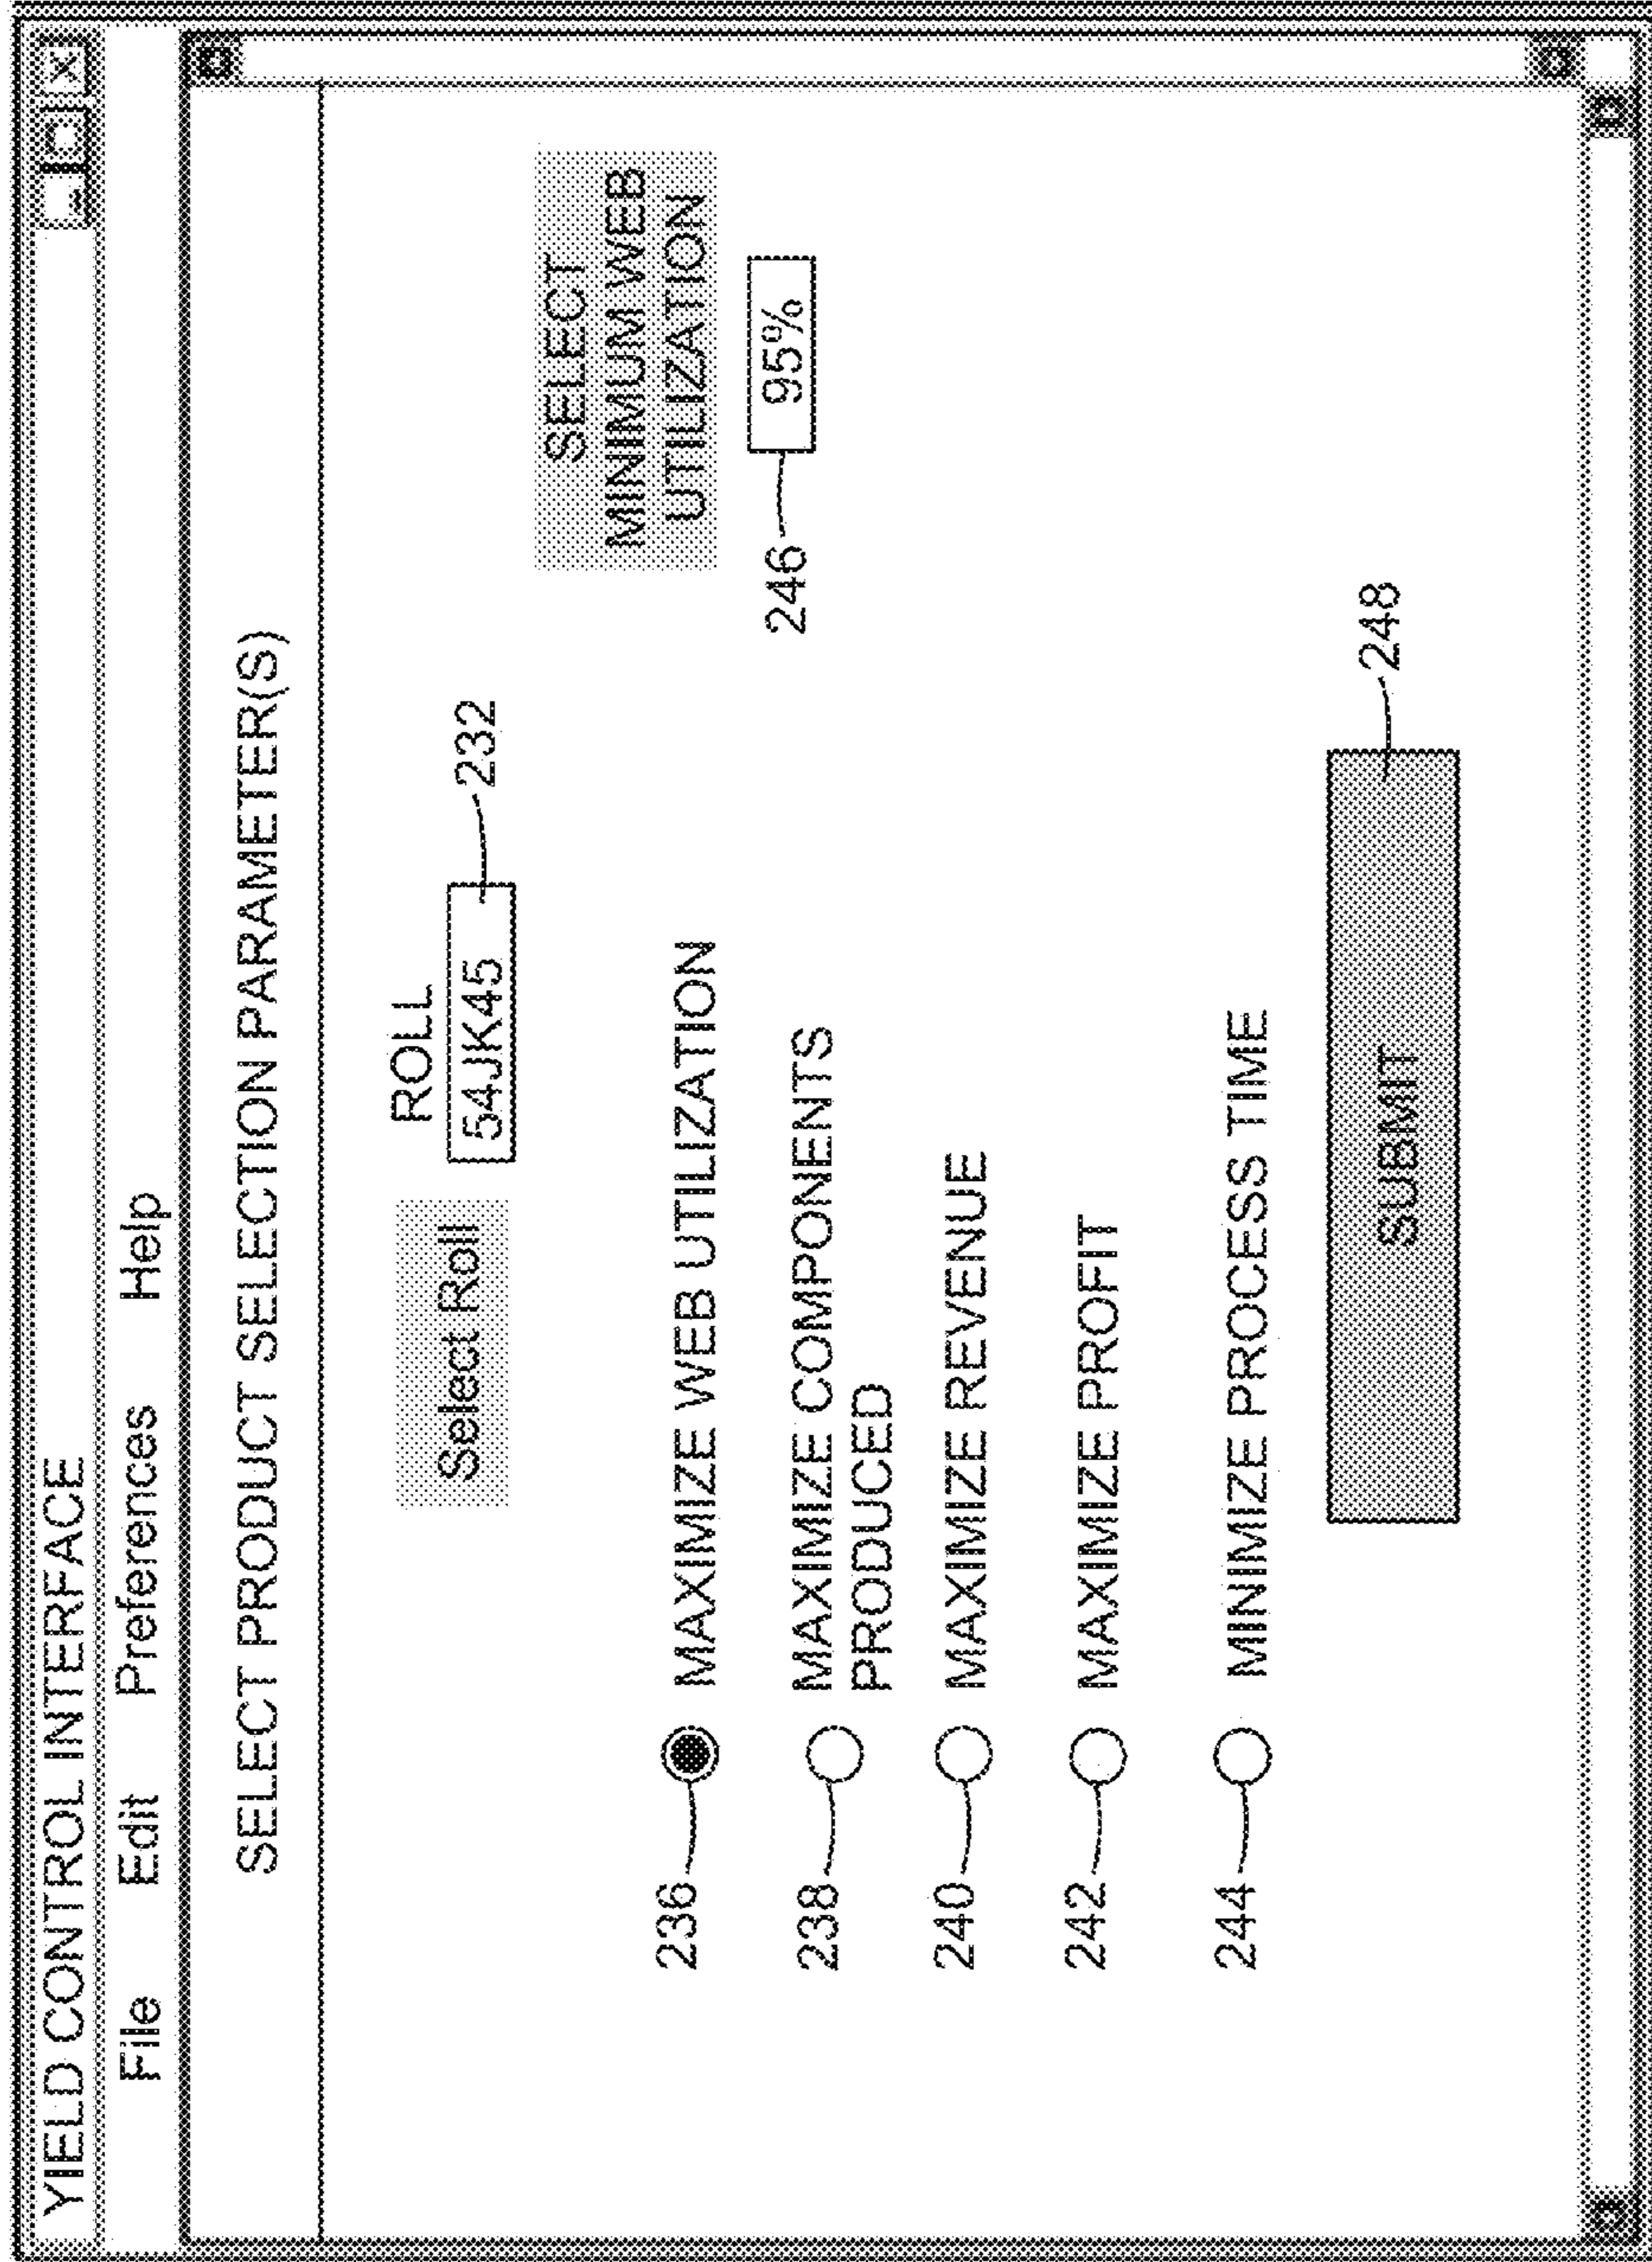 YIELD CONTROL INTERFACE
File Edit Preferences Help
SELECT PRODUCT SELECTION PARAMETER(S)
ROLL
Select Roll 54JK45 232
SELECT
MINIMUM WEB
UTILIZATION
246 95%
236 MAXIMIZE WEB UTILIZATION
238 MAXIMIZE COMPONENTS
PRODUCED
240 MAXIMIZE REVENUE
242 MAXIMIZE PROFIT
244 MINIMIZE PROCESS TIME
SUBMIT 248